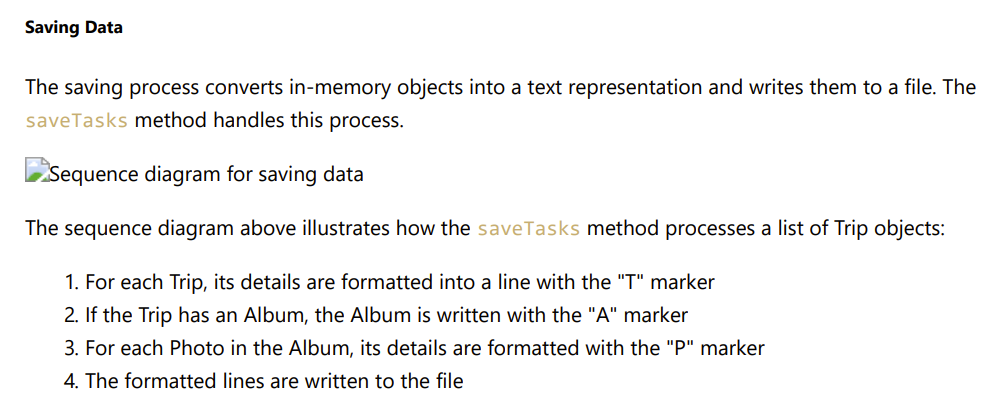 Saving Data
The saving process converts in-memory objects into a text representation and writes them to a file. The
saveTasks method handles this process.
Sequence diagram for saving data
The sequence diagram above illustrates how the saveTasks method processes a list of Trip objects:
1. For each Trip, its details are formatted into a line with the "T" marker
2. If the Trip has an Album, the Album is written with the "A" marker
3. For each Photo in the Album, its details are formatted with the "P" marker
4. The formatted lines are written to the file